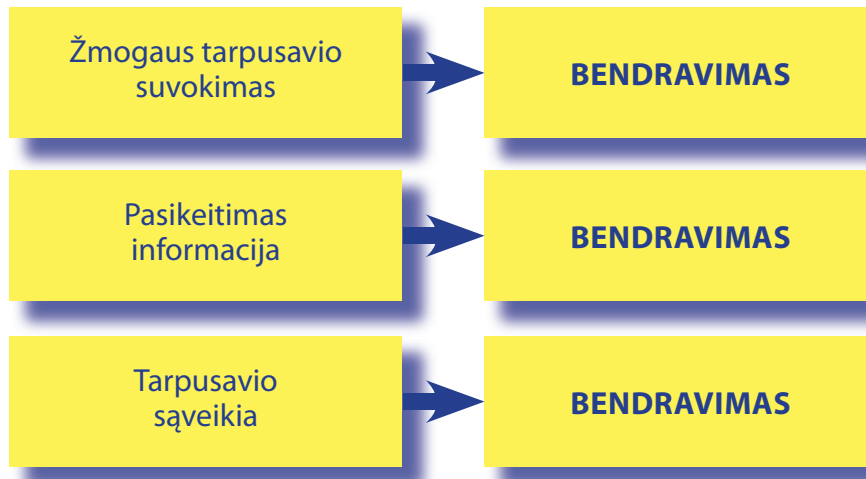 Žmogaus tarpusavio
suvokimas
BENDRAVIMAS
Pasikeitimas
informacija
BENDRAVIMAS
Tarpusavio
sąveikia
BENDRAVIMAS